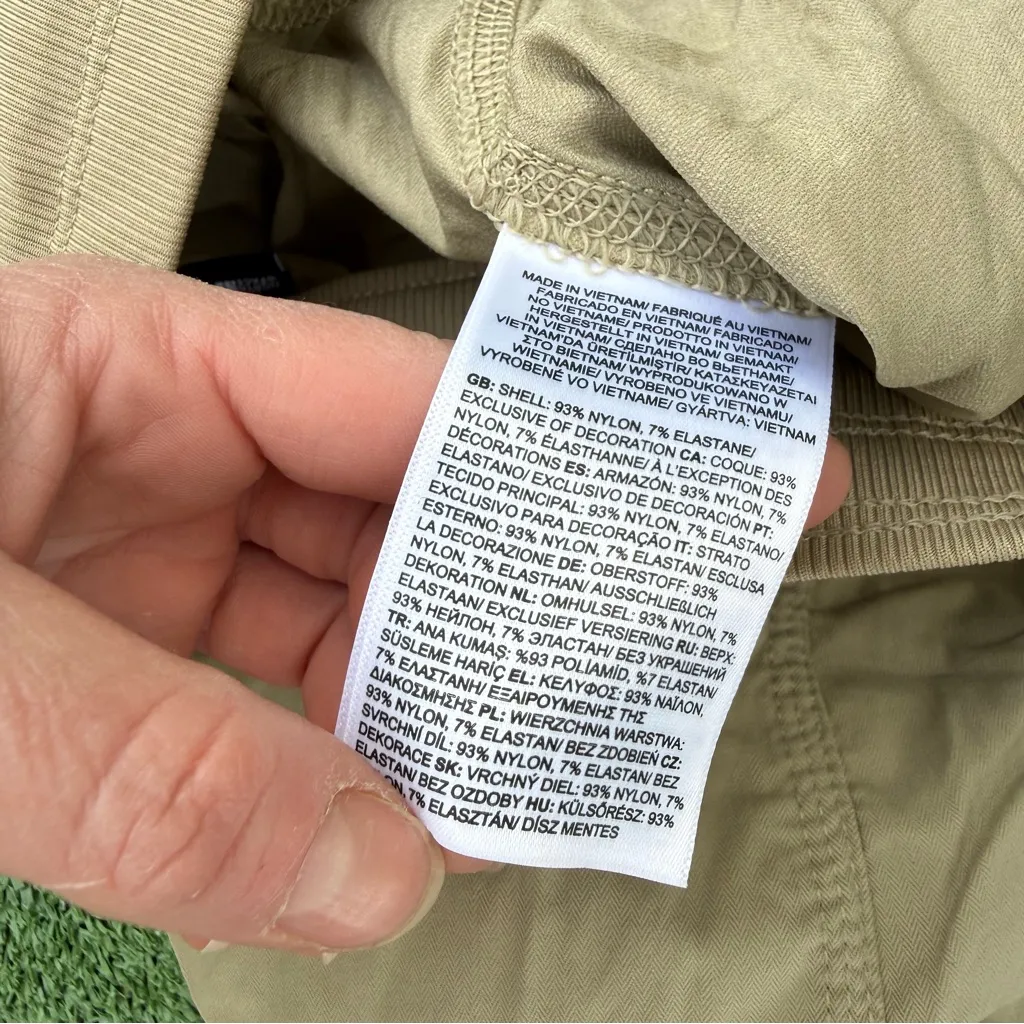 MADE IN VIETNAM/ FABRIQUÉ AU VIETNAM/
FABRICADO EN VIETNAM/ FABRICADO
NO VIETNAME/ PRODOTTO IN VIETNAM/
HERGESTELLT IN VIETNAM/ GEMAAKT
IN VIETNAM/ СДЕЛАНО ВО ВЬЕТНАМЕ/
VIETNAM'DA ÜRETİLMİŞTİR/ ΚΑΤΑΣΚΕΥΑΖΕΤΑΙ
ΣΤΟ ΒΙΕΤΝΑΜ/ WYPRODUKOWANO W
WIETNAMIE/ VYROBENO VE VIETNAMU/
VYROBENÉ VO VIETNAME/ GYÁRTVA: VIETNAM
GB: SHELL: 93% NYLON, 7% ELASTANE/
EXCLUSIVE OF DECORATION CA: COQUE: 93%
NYLON, 7% ÉLASTHANNE/ À L'EXCEPTION DES
DÉCORATIONS ES: ARMAZÓN: 93% NYLON, 7%
ELASTANO/ EXCLUSIVO DE DECORACIÓN PT:
TECIDO PRINCIPAL: 93% NYLON, 7% ELASTANO/
EXCLUSIVO PARA DECORAÇÃO IT: STRATO
ESTERNO: 93% NYLON, 7% ELASTAN/ ESCLUSA
LA DECORAZIONE DE: OBERSTOFF: 93%
NYLON, 7% ELASTHAN/ AUSSCHLIEßLICH
DEKORATION NL: OMHULSEL: 93% NYLON, 7%
ELASTAAN/ EXCLUSIEF VERSIERING RU: ВЕРХ:
93% НЕЙЛОН, 7% ЭЛАСТАН/ БЕЗ УКРАШЕНИЙ
TR: ANA KUMAŞ: %93 POLİAMİD, %7 ELASTAN/
SÜSLEME HARİÇ EL: ΚΕΛΥΦΟΣ: 93% ΝΑΪΛΟΝ,
7% ΕΛΑΣΤΑΝΗ/ ΕΞΑΙΡΟΥΜΕΝΗΣ ΤΗΣ
ΔΙΑΚΟΣΜΗΣΗΣ PL: WIERZCHNIA WARSTWA:
93% NYLON, 7% ELASTAN/ BEZ ZDOBIEŃ CZ:
SVRCHNÍ DÍL: 93% NYLON, 7% ELASTAN/ BEZ
DEKORACE SK: VRCHNÝ DIEL: 93% NYLON, 7%
ELASTAN/ BEZ OZDOBY HU: KÜLSŐRÉSZ: 93%
7% ELASZTÁN/ DÍSZ MENTES